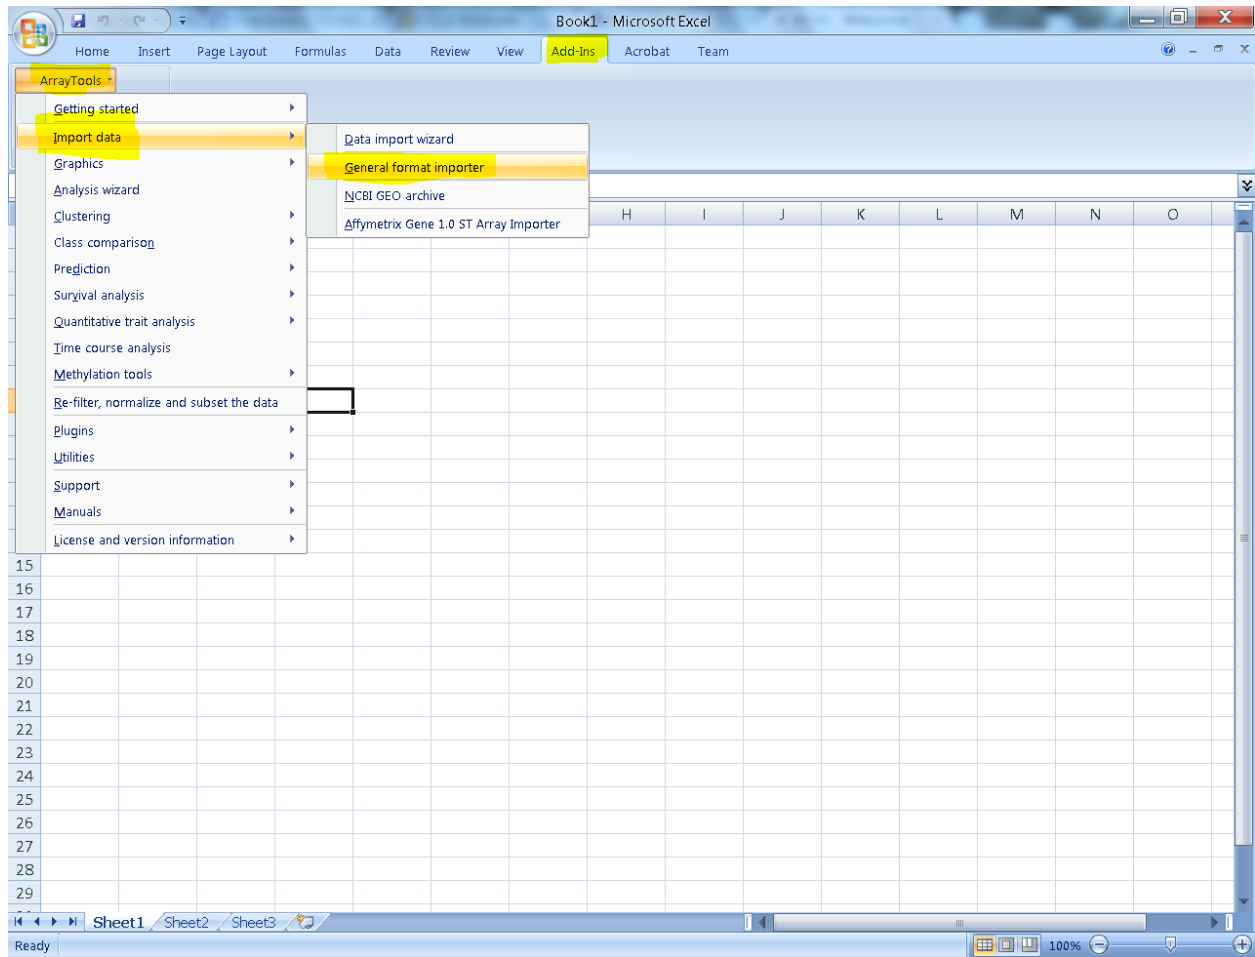 Book1 - Microsoft Excel
Home Insert Page Layout Formulas Data Review View Add-Ins Acrobat Team
ArrayTools
Getting started
Import data
Data import wizard
General format importer
Graphics
Analysis wizard
NCBI GEO archive
Clustering
Affymetrix Gene 1.0 ST Array Importer
H I J K L M N O
Class comparison
Prediction
Survival analysis
Quantitative trait analysis
Time course analysis
Methylation tools
Re-filter, normalize and subset the data
Plugins
Utilities
Support
Manuals
License and version information
15
16
17
18
19
20
21
22
23
24
25
26
27
28
29
Sheet1 Sheet2 Sheet3
Ready 100%